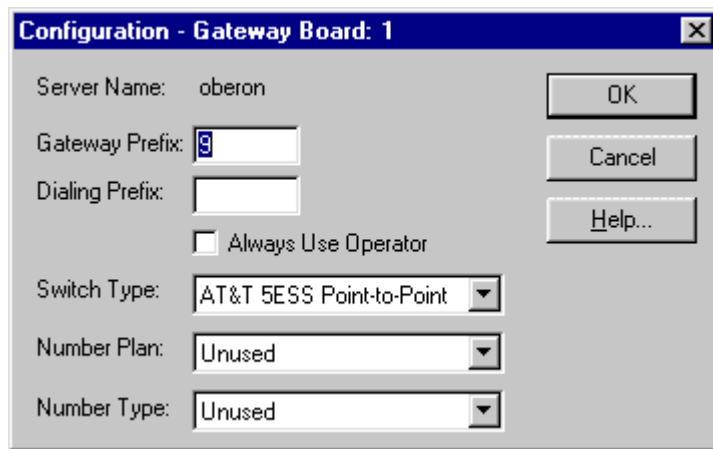 Configuration - Gateway Board: 1
Server Name: oberon
OK
Gateway Prefix: 9
Cancel
Dialing Prefix:
Help...
Always Use Operator
Switch Type: AT&T 5ESS Point-to-Point
Number Plan: Unused
Number Type: Unused